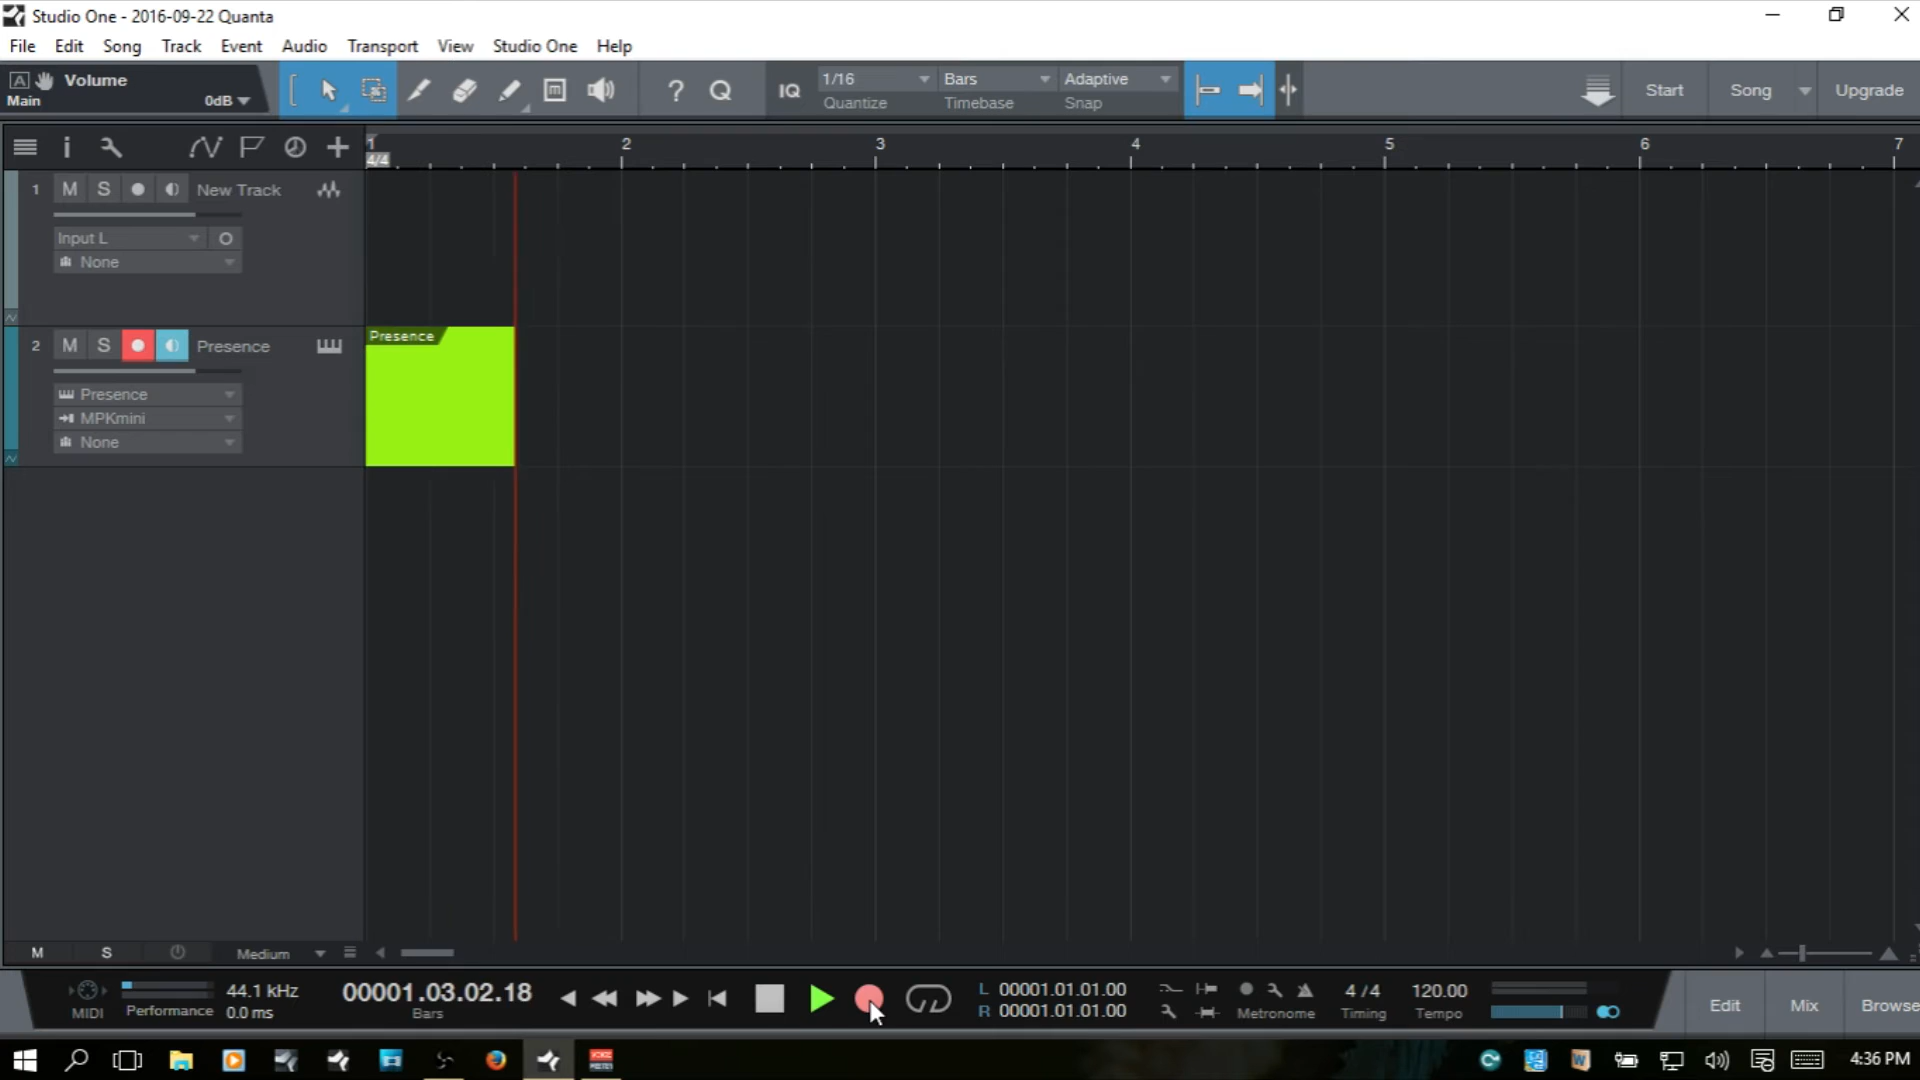 Studio One - 2016-09-22 Quanta
File Edit Song Track Event Audio Transport View Studio One Help
A Volume
Main 0dB
? Q IQ 1/16 Bars Adaptive
Quantize Timebase Snap
Start Song Upgrade
i
1 2 3 4 5 6 7
4/4
1 M S New Track
Input L
None
2 M S Presence
Presence
MPKmini
None
Presence
M S Medium
MIDI
Performance
44.1 kHz
0.0 ms
00001.03.02.18
Bars
L 00001.01.01.00
R 00001.01.01.00
Metronome
4 / 4
Timing
120.00
Tempo
Edit Mix Browse
4:36 PM